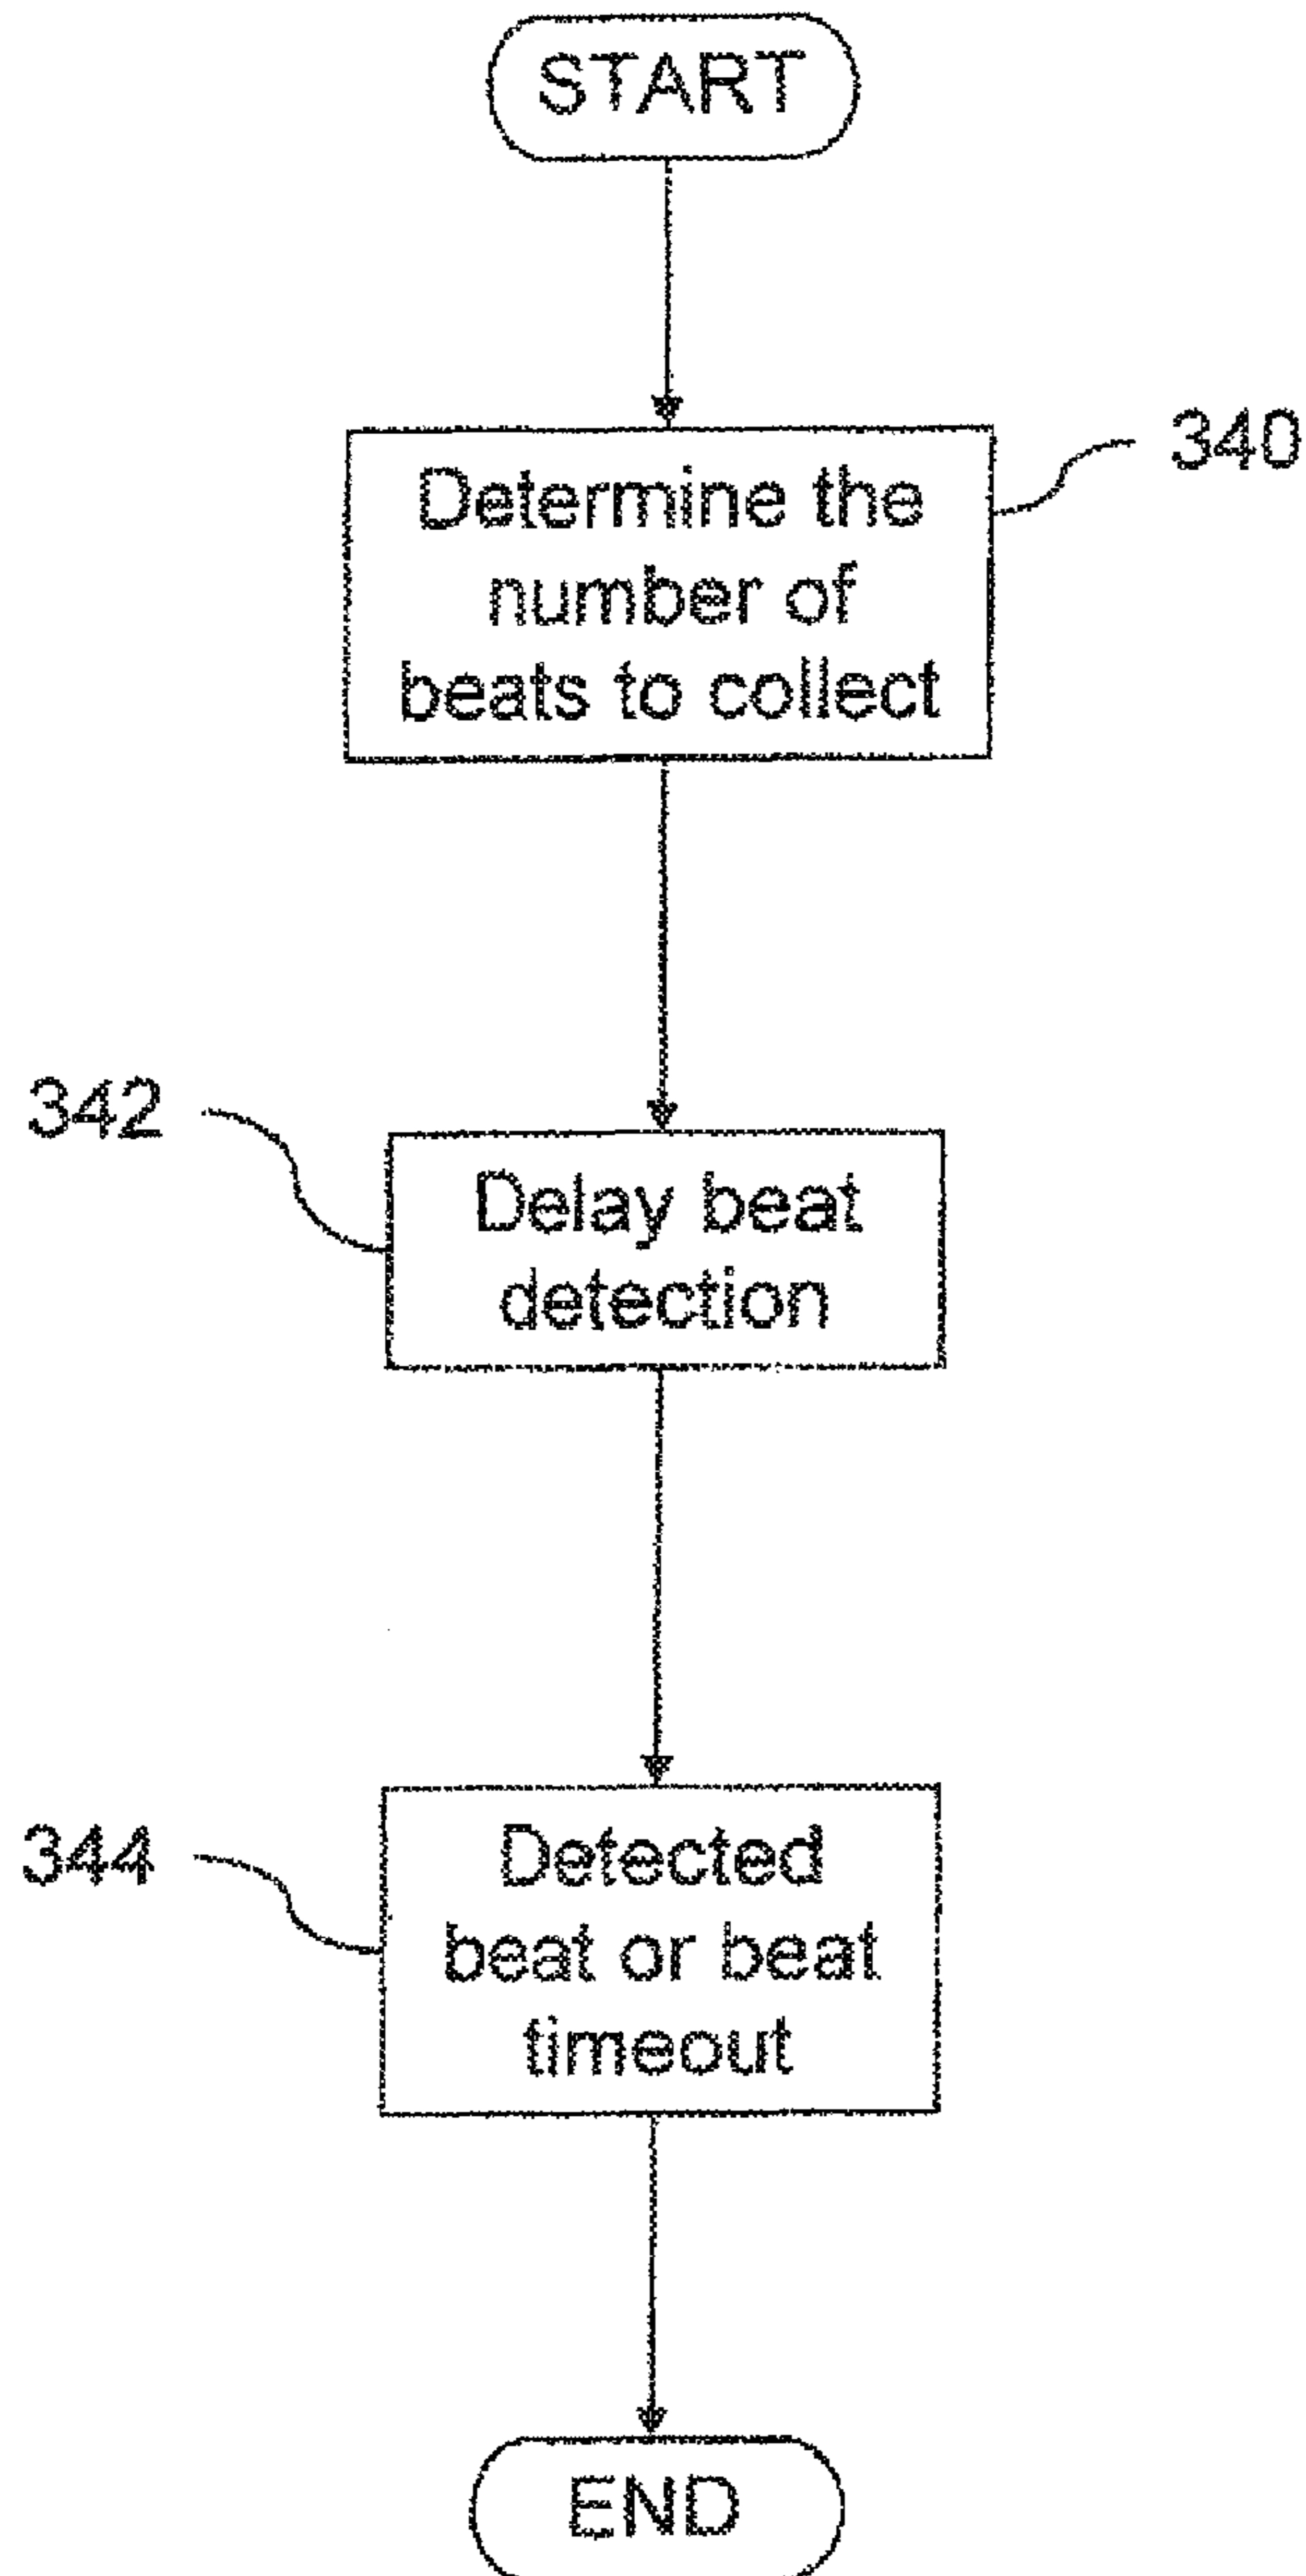 START
340
Determine the
number of
beats to collect
342
Delay beat
detection
344
Detected
beat or beat
timeout
END